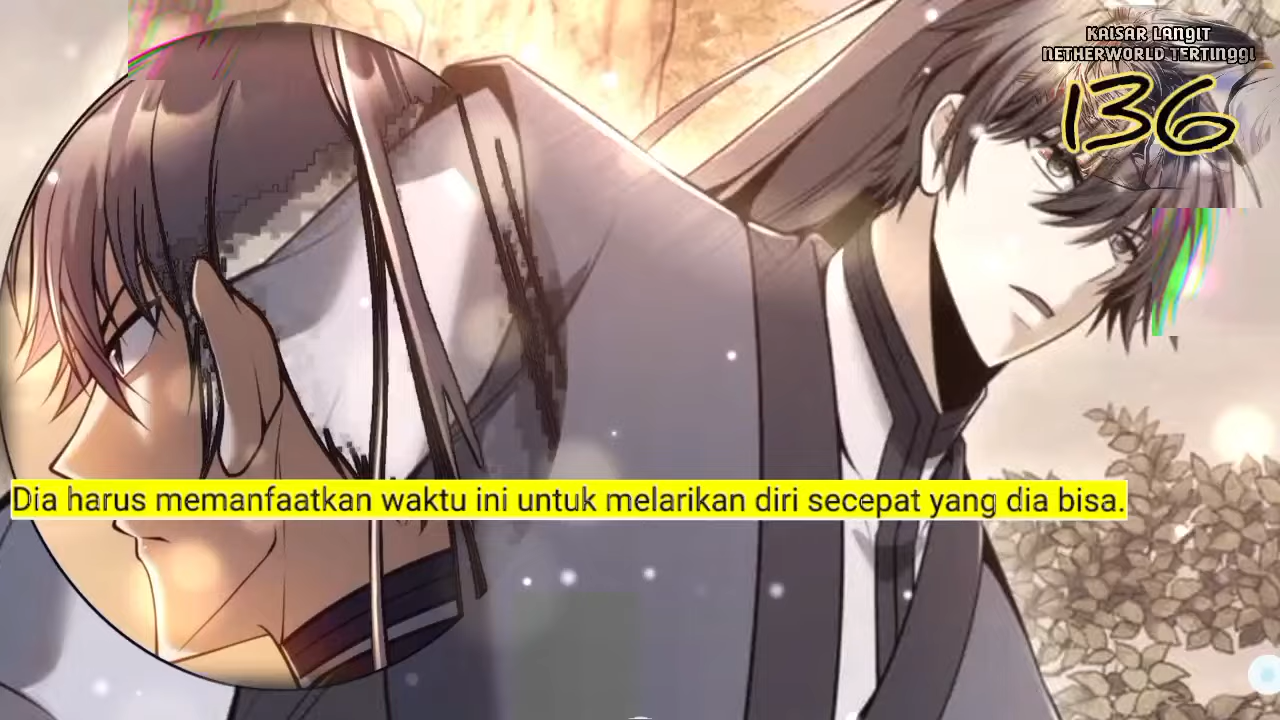 KAISAR LANGIT
NETHERWORLD TERTINGGI
136
Dia harus memanfaatkan waktu ini untuk melarikan diri secepat yang dia bisa.